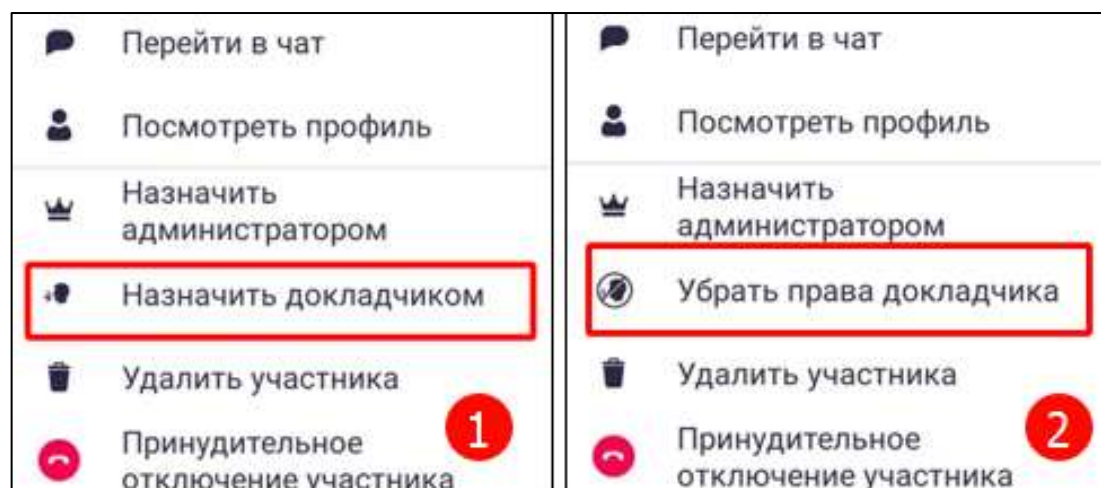 Перейти в чат
Посмотреть профиль
Назначить
администратором
Назначить докладчиком
Удалить участника
1
Принудительное
отключение участника
Перейти в чат
Посмотреть профиль
Назначить
администратором
Убрать права докладчика
Удалить участника
2
Принудительное
отключение участника